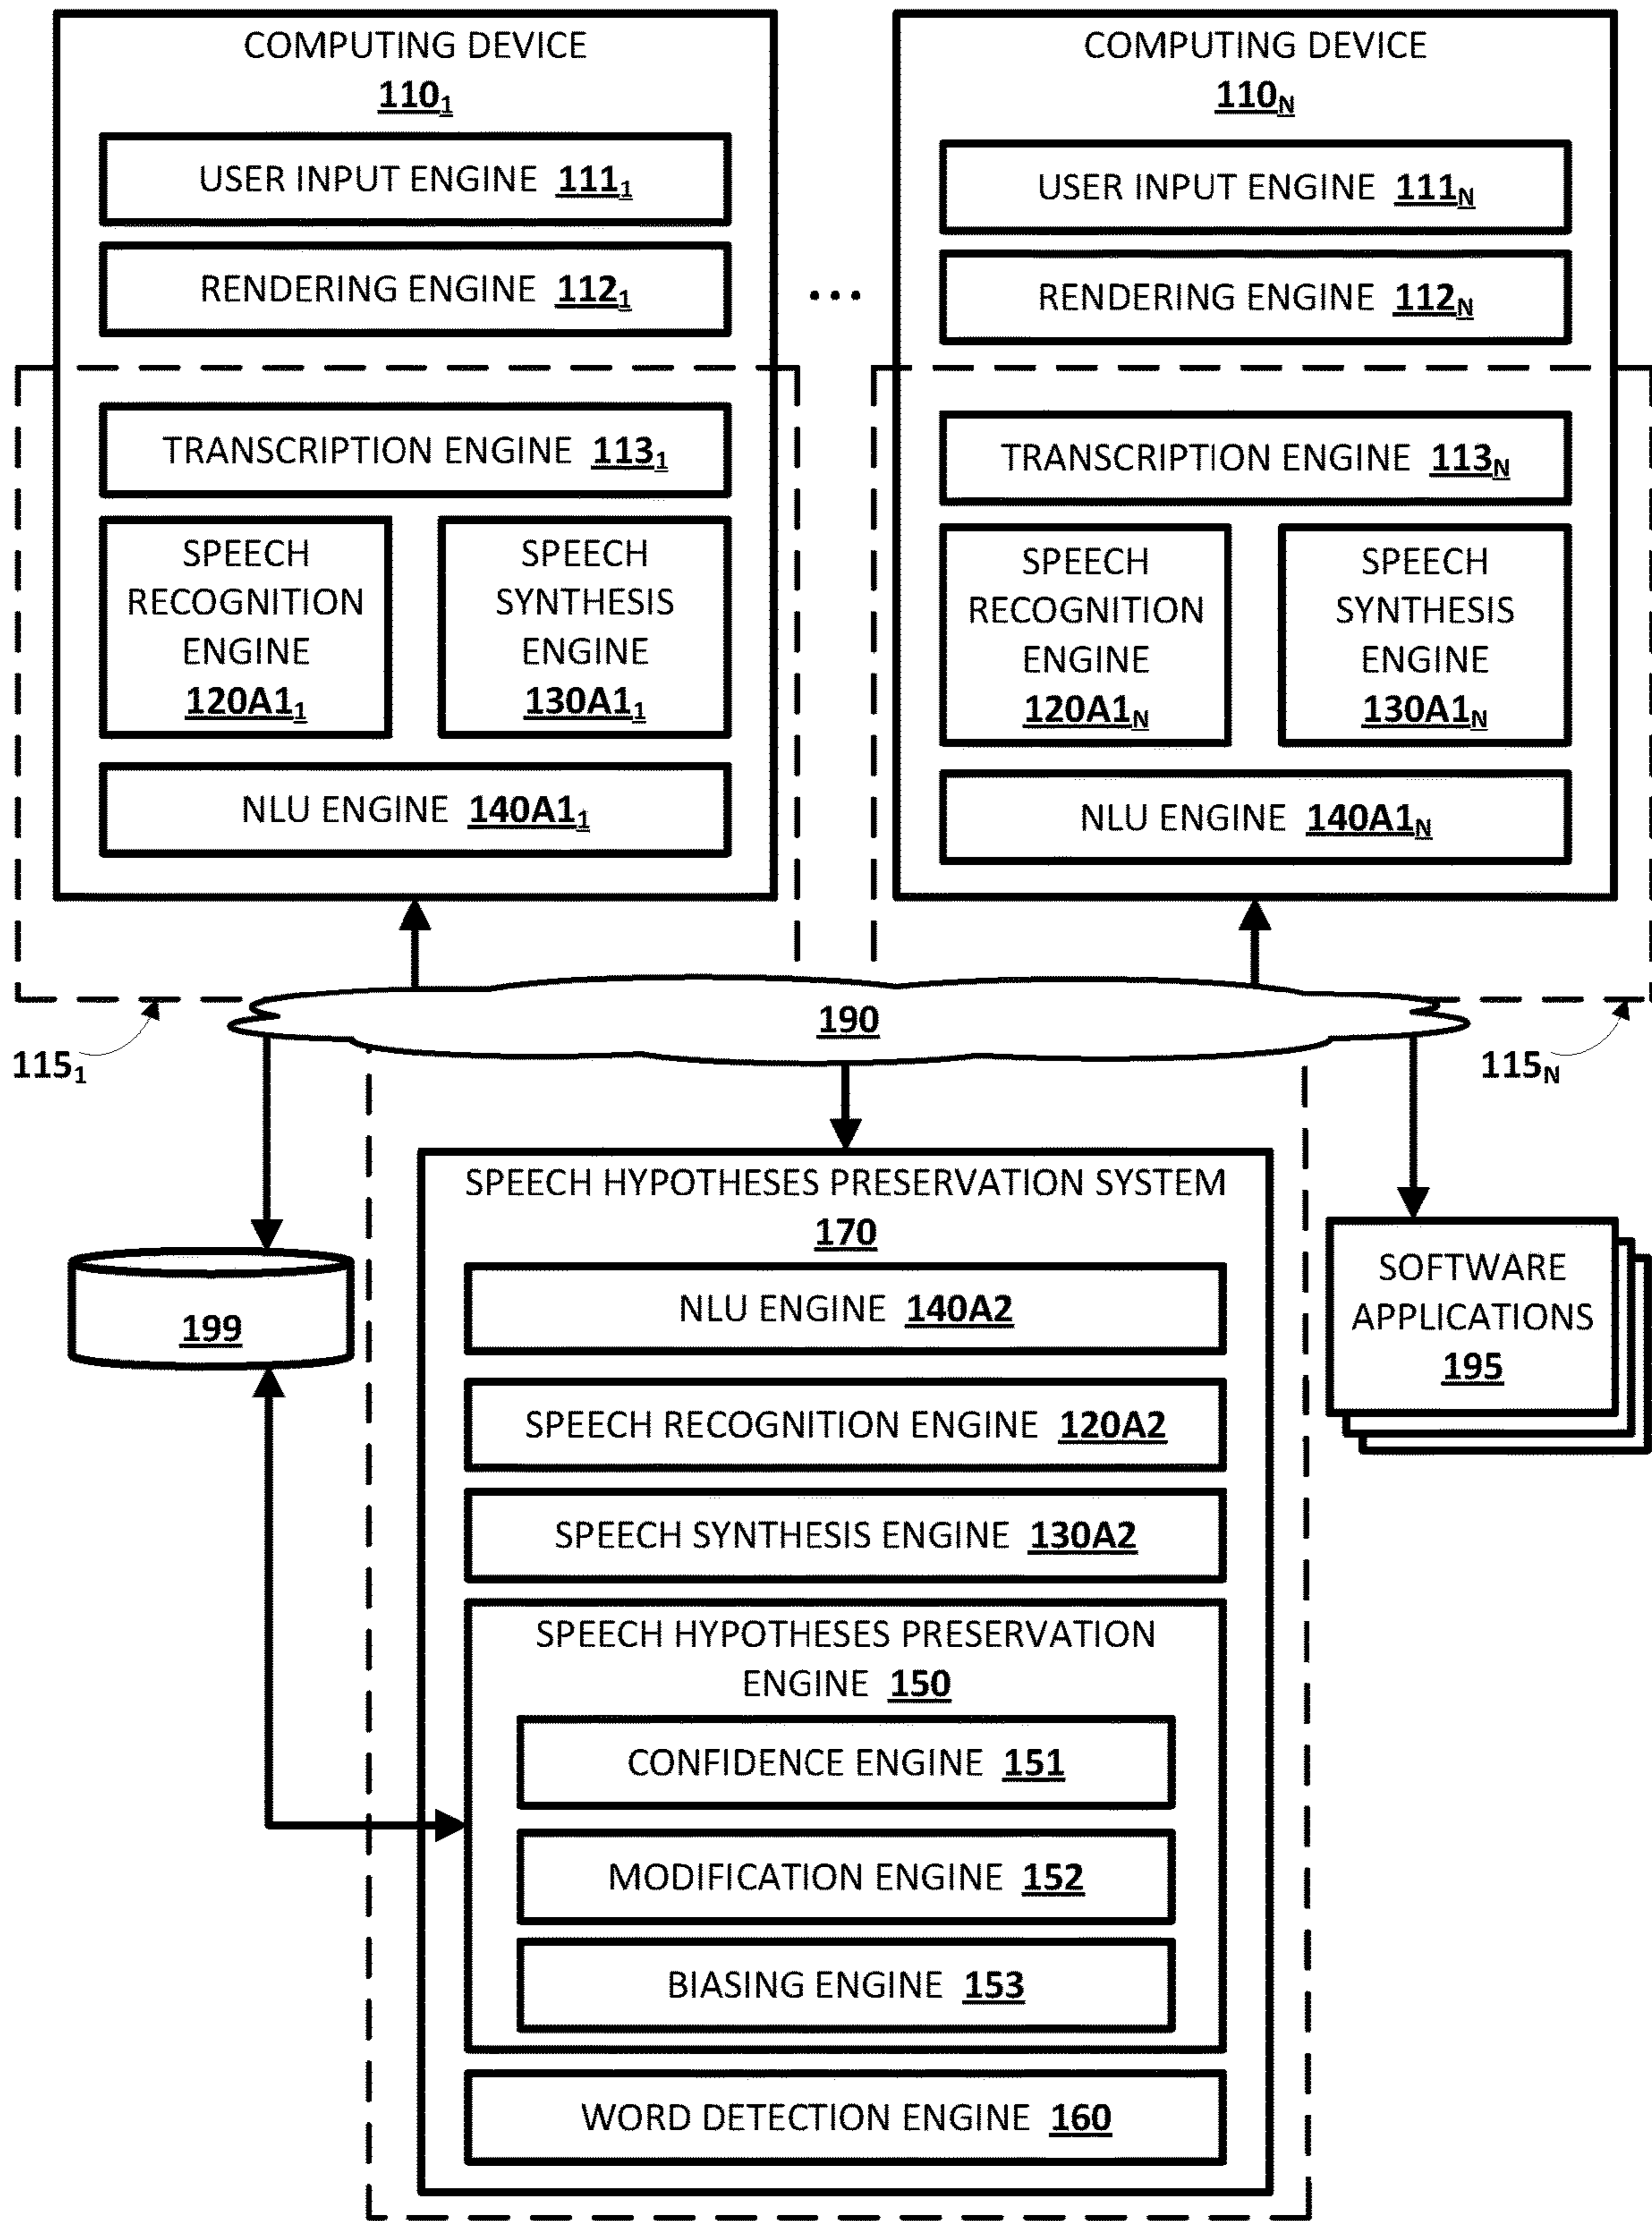 COMPUTING DEVICE
110₁
USER INPUT ENGINE 111₁
RENDERING ENGINE 112₁
TRANSCRIPTION ENGINE 113₁
SPEECH
RECOGNITION
ENGINE
120A1₁
SPEECH
SYNTHESIS
ENGINE
130A1₁
NLU ENGINE 140A1₁
...
COMPUTING DEVICE
110N
USER INPUT ENGINE 111N
RENDERING ENGINE 112N
TRANSCRIPTION ENGINE 113N
SPEECH
RECOGNITION
ENGINE
120A1N
SPEECH
SYNTHESIS
ENGINE
130A1N
NLU ENGINE 140A1N
190
115₁
115N
SPEECH HYPOTHESES PRESERVATION SYSTEM
170
NLU ENGINE 140A2
SPEECH RECOGNITION ENGINE 120A2
SPEECH SYNTHESIS ENGINE 130A2
SPEECH HYPOTHESES PRESERVATION
ENGINE 150
CONFIDENCE ENGINE 151
MODIFICATION ENGINE 152
BIASING ENGINE 153
WORD DETECTION ENGINE 160
199
SOFTWARE
APPLICATIONS
195